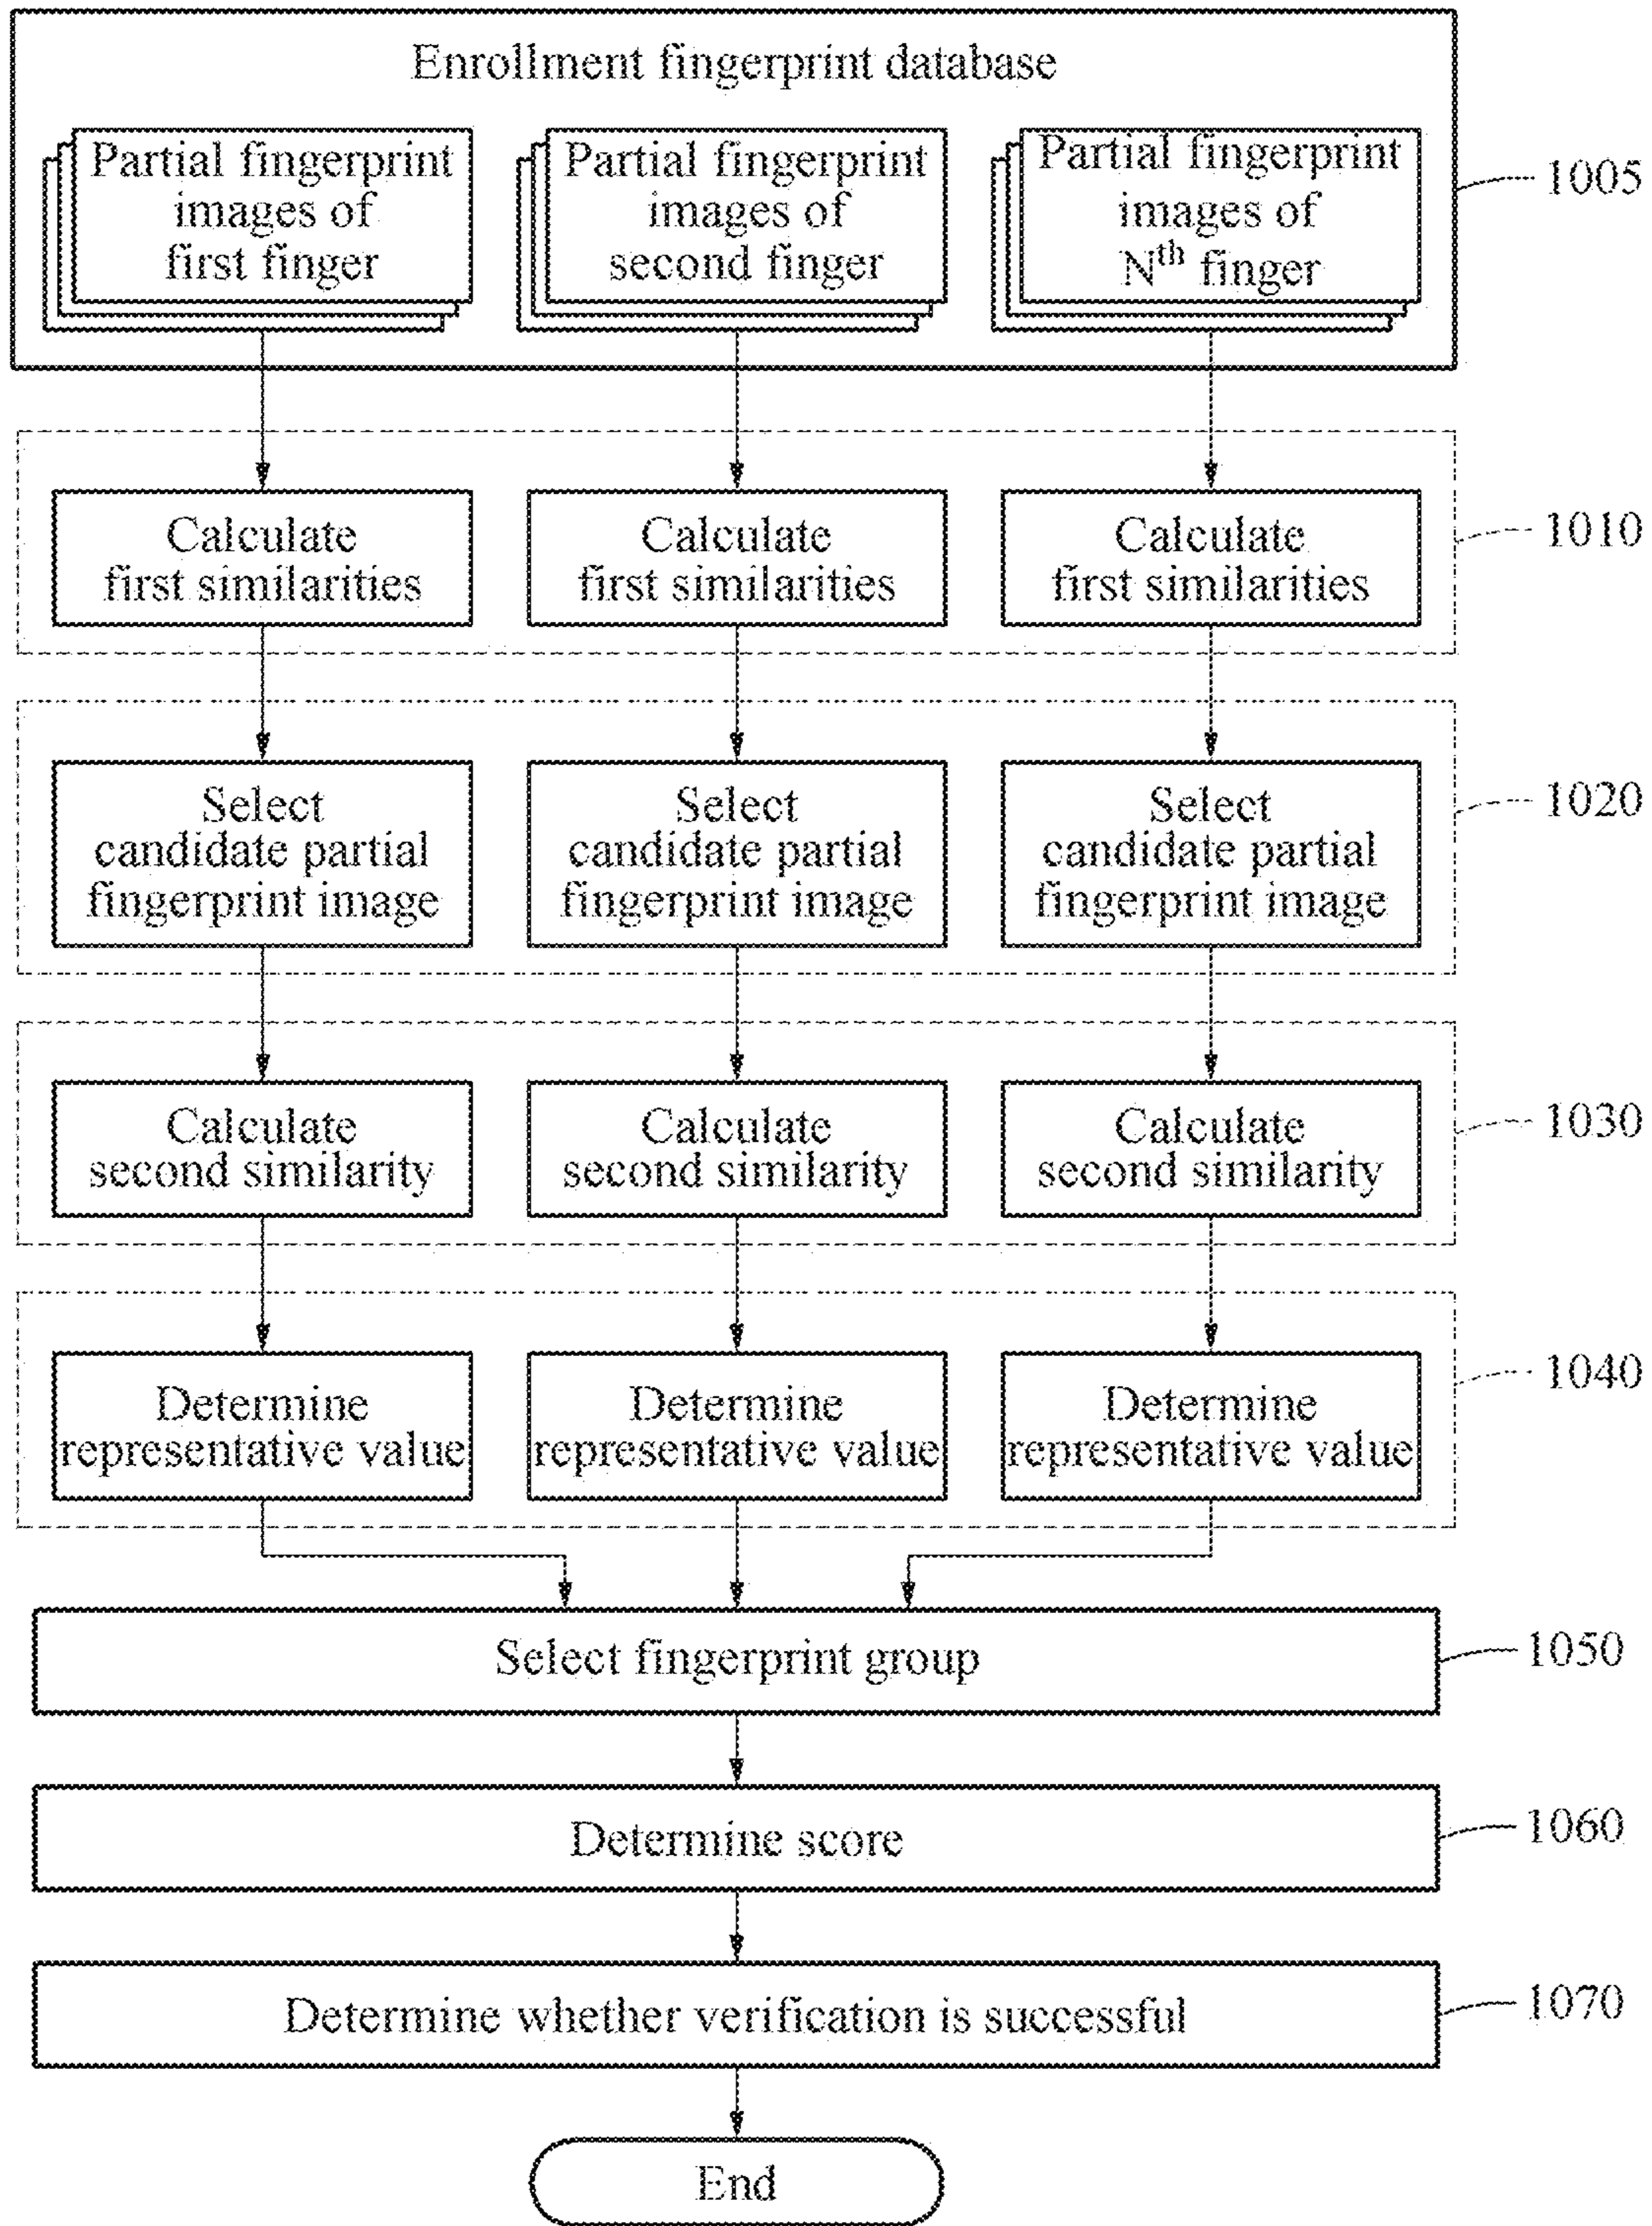 Enrollment fingerprint database
Partial fingerprint
images of
first finger
Partial fingerprint
images of
second finger
Partial fingerprint
images of
Nth finger
1005
Calculate
first similarities
Calculate
first similarities
Calculate
first similarities
1010
Select
candidate partial
fingerprint image
Select
candidate partial
fingerprint image
Select
candidate partial
fingerprint image
1020
Calculate
second similarity
Calculate
second similarity
Calculate
second similarity
1030
Determine
representative value
Determine
representative value
Determine
representative value
1040
Select fingerprint group
1050
Determine score
1060
Determine whether verification is successful
1070
End